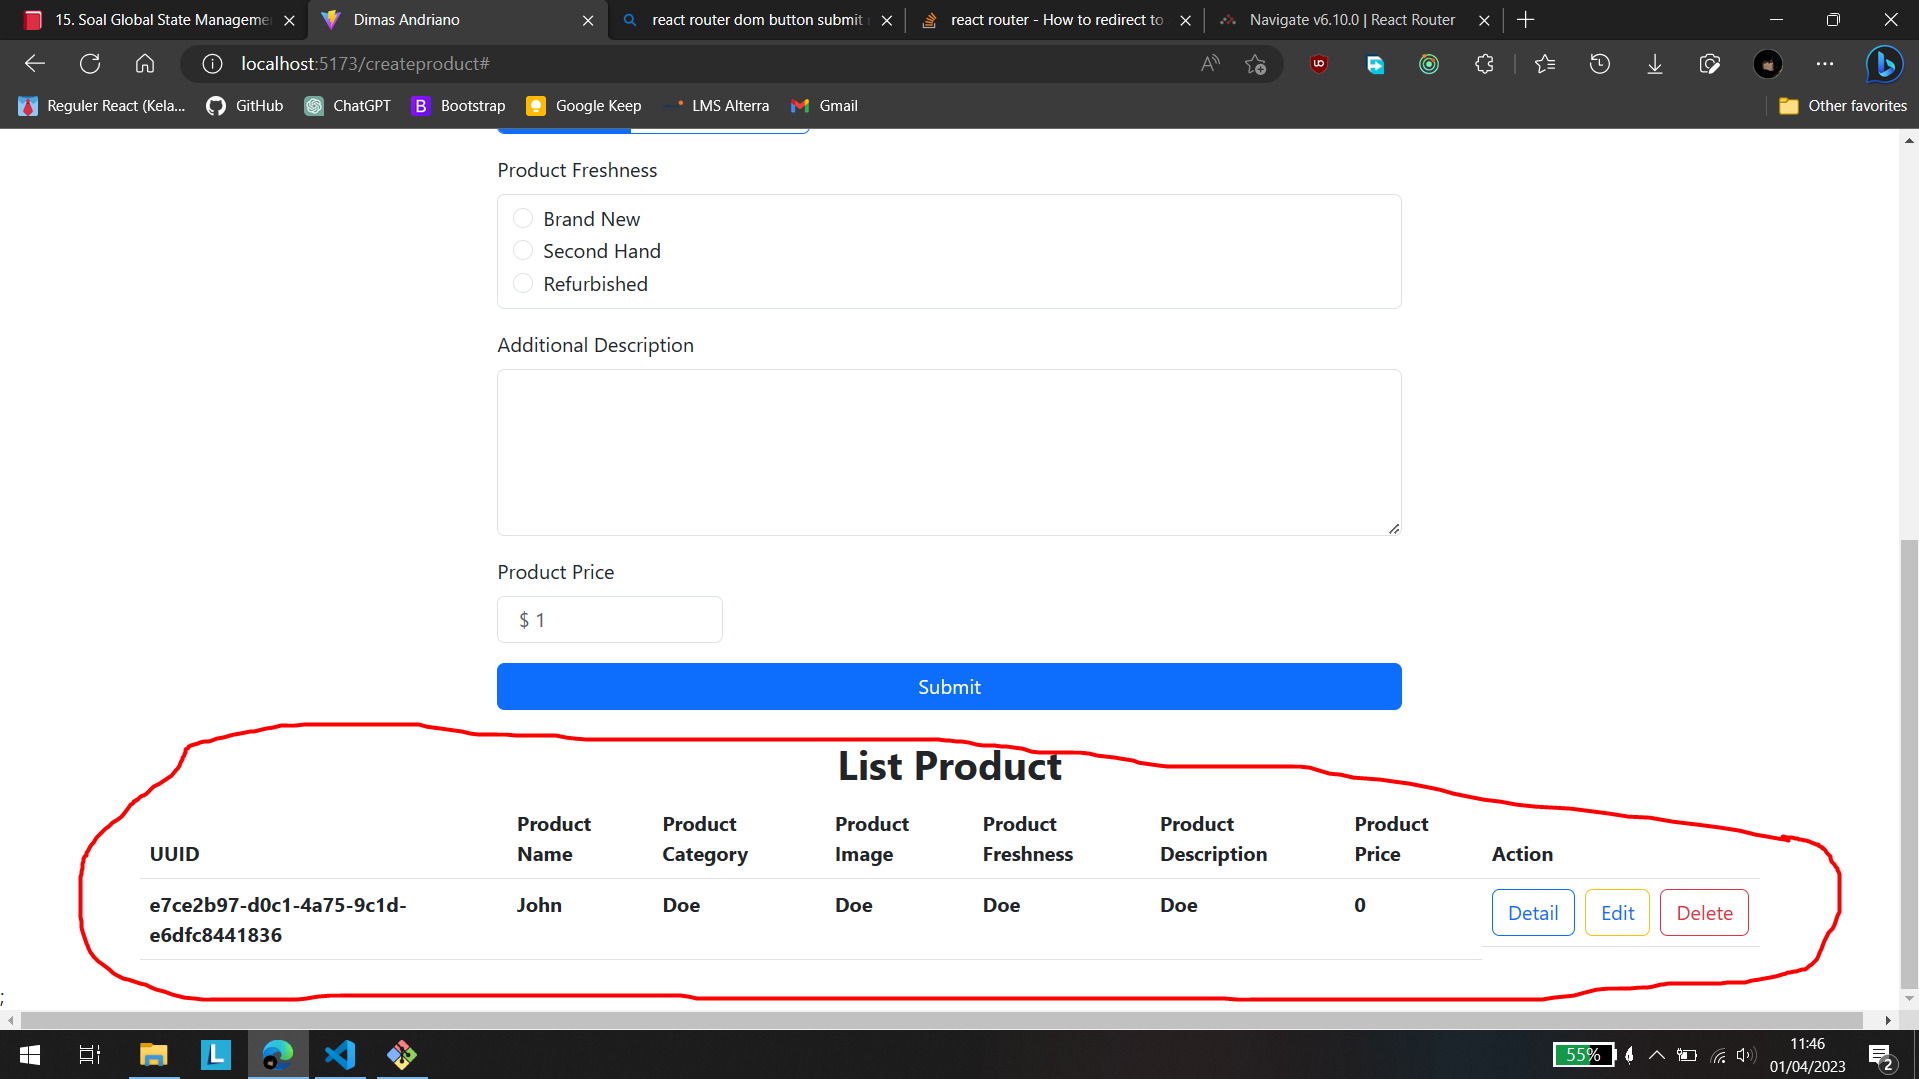 15. Soal Global State Manageme
Dimas Andriano
react router dom button submit
react router - How to redirect to
Navigate v6.10.0 | React Router
localhost:5173/createproduct#
Reguler React (Kela...
GitHub
ChatGPT
B Bootstrap
Google Keep
LMS Alterra
Gmail
Other favorites
Product Freshness
Brand New
Second Hand
Refurbished
Additional Description
Product Price
$ 1
Submit
List Product
UUID
Product Name
Product Category
Product Image
Product Freshness
Product Description
Product Price
Action
e7ce2b97-d0c1-4a75-9c1d-
e6dfc8441836
John
Doe
Doe
Doe
Doe
0
Detail
Edit
Delete
;
L
55%
11:46
01/04/2023
2